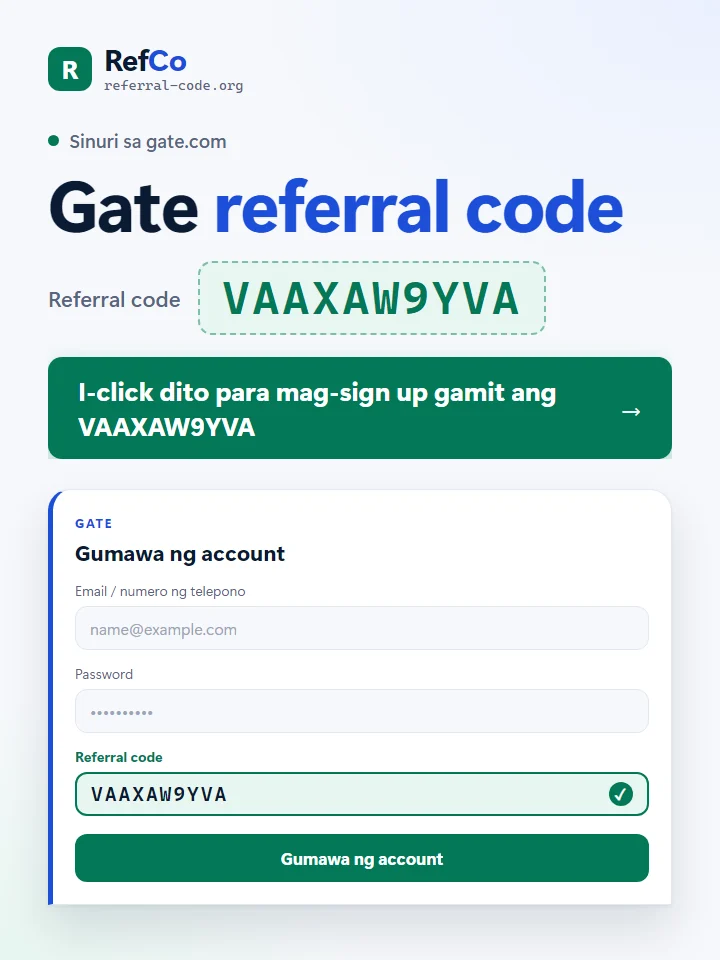 R
RefCo
referral-code.org
Sinuri sa gate.com
Gate referral code
Referral code
VAAXAW9YVA
I-click dito para mag-sign up gamit ang
VAAXAW9YVA
→
GATE
Gumawa ng account
Email / numero ng telepono
name@example.com
Password
••••••••••
Referral code
VAAXAW9YVA
✓
Gumawa ng account